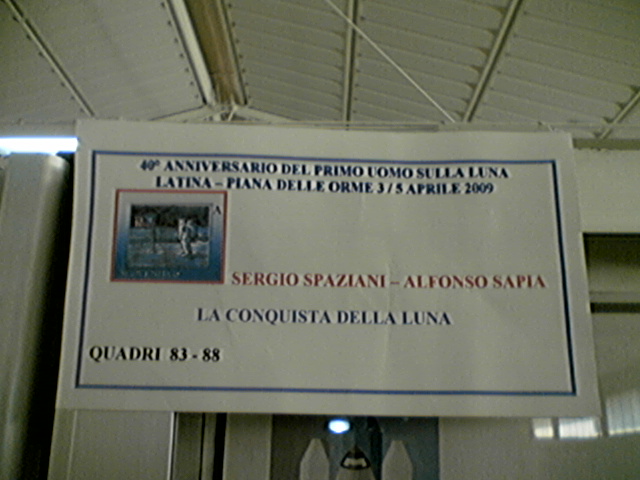 40° ANNIVERSARIO DEL PRIMO UOMO SULLA LUNA
LATINA – PIANA DELLE ORME 3 / 5 APRILE 2009
SERGIO SPAZIANI – ALFONSO SAPIA
LA CONQUISTA DELLA LUNA
QUADRI 83 - 88